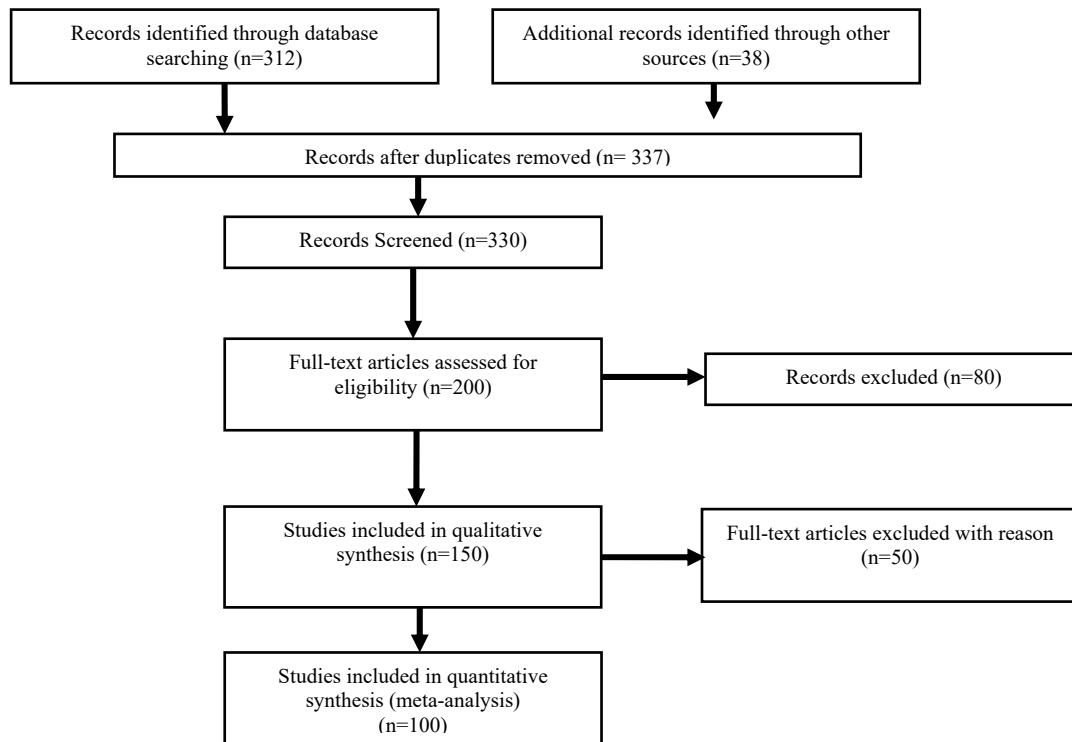 Records identified through database
searching (n=312)
Additional records identified through other
sources (n=38)
Records after duplicates removed (n= 337)
Records Screened (n=330)
Full-text articles assessed for
eligibility (n=200)
Records excluded (n=80)
Studies included in qualitative
synthesis (n=150)
Full-text articles excluded with reason
(n=50)
Studies included in quantitative
synthesis (meta-analysis)
(n=100)